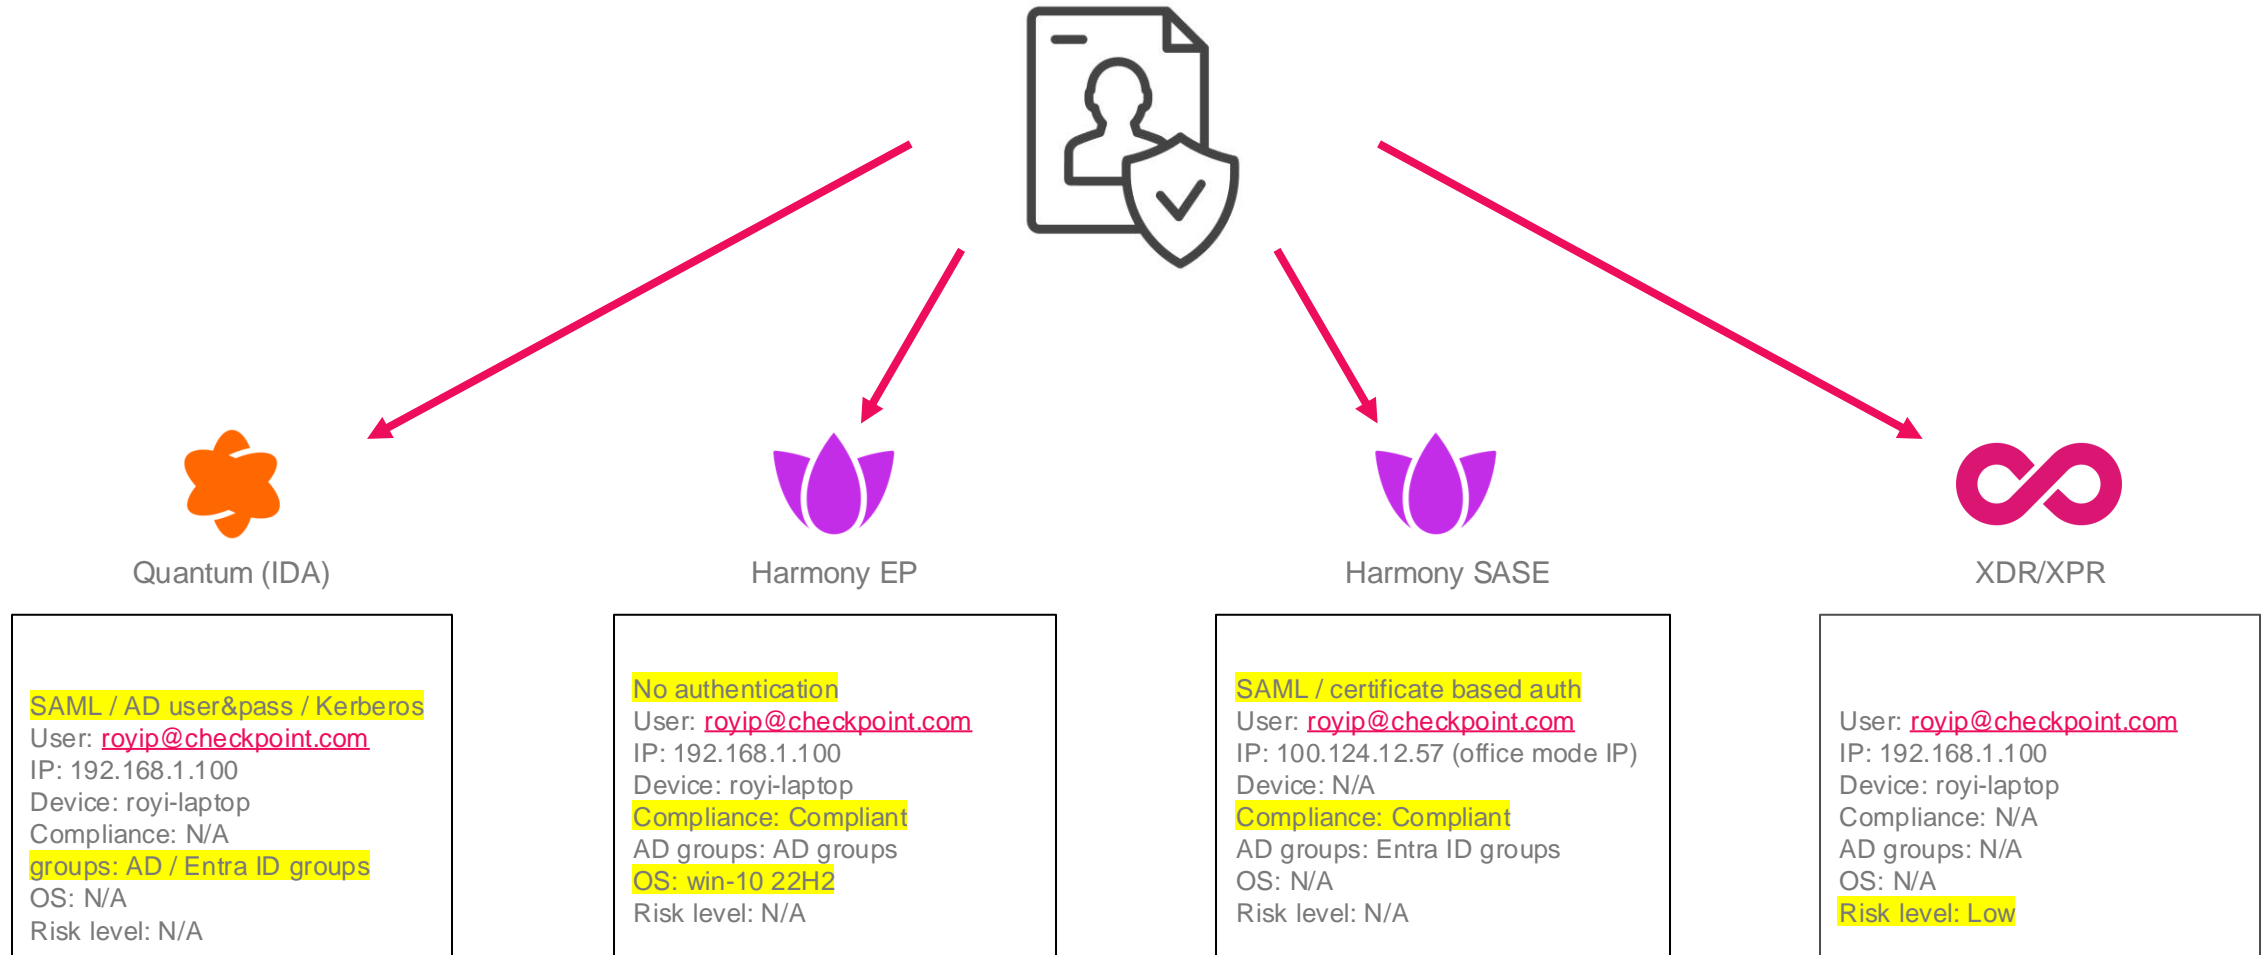 Quantum (IDA)
SAML / AD user&pass / Kerberos
User: royip@checkpoint.com
IP: 192.168.1.100
Device: royi-laptop
Compliance: N/A
groups: AD / Entra ID groups
OS: N/A
Risk level: N/A
Harmony EP
No authentication
User: royip@checkpoint.com
IP: 192.168.1.100
Device: royi-laptop
Compliance: Compliant
AD groups: AD groups
OS: win-10 22H2
Risk level: N/A
Harmony SASE
SAML / certificate based auth
User: royip@checkpoint.com
IP: 100.124.12.57 (office mode IP)
Device: N/A
Compliance: Compliant
AD groups: Entra ID groups
OS: N/A
Risk level: N/A
XDR/XPR
User: royip@checkpoint.com
IP: 192.168.1.100
Device: royi-laptop
Compliance: N/A
AD groups: N/A
OS: N/A
Risk level: Low